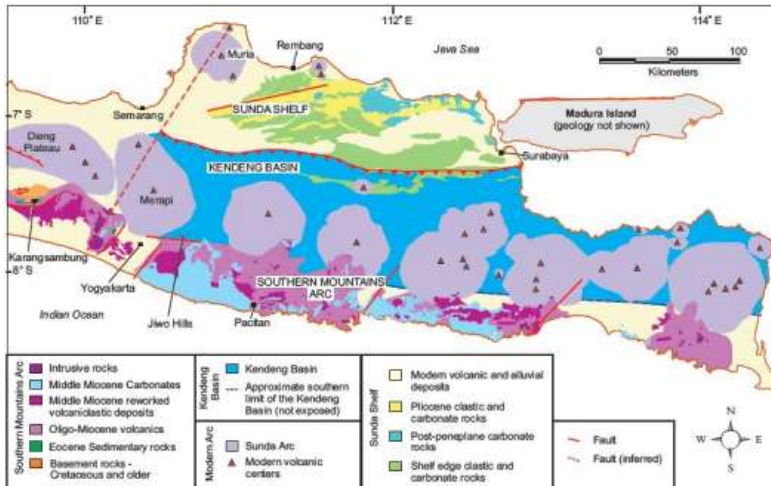 110° E
112° E
114° E
Muria
Rembang
Java Sea
0 50 100
Kilometers
7° S
Semarang
SUNDA SHELF
Madura Island
(geology not shown)
Dieng
Plateau
Surabaya
KENDENG BASIN
Merapi
Karangsambung
8° S
SOUTHERN MOUNTAINS
ARC
Yogyakarta
Indian Ocean
Jiwo Hills
Pacitan
Southern Mountains Arc
Intrusive rocks
Middle Miocene Carbonates
Middle Miocene reworked
volcaniclastic deposits
Oligo-Miocene volcanics
Eocene Sedimentary rocks
Basement rocks -
Cretaceous and older
Kendeng
Basin
Kendeng Basin
Approximate southern
limit of the Kendeng
Basin (not exposed)
Modern Arc
Sunda Arc
Modern volcanic
centers
Sunda Shelf
Modern volcanic and alluvial
deposits
Pliocene clastic and
carbonate rocks
Post-peneplane carbonate
rocks
Shelf edge clastic and
carbonate rocks
Fault
Fault (inferred)
N
W
E
S